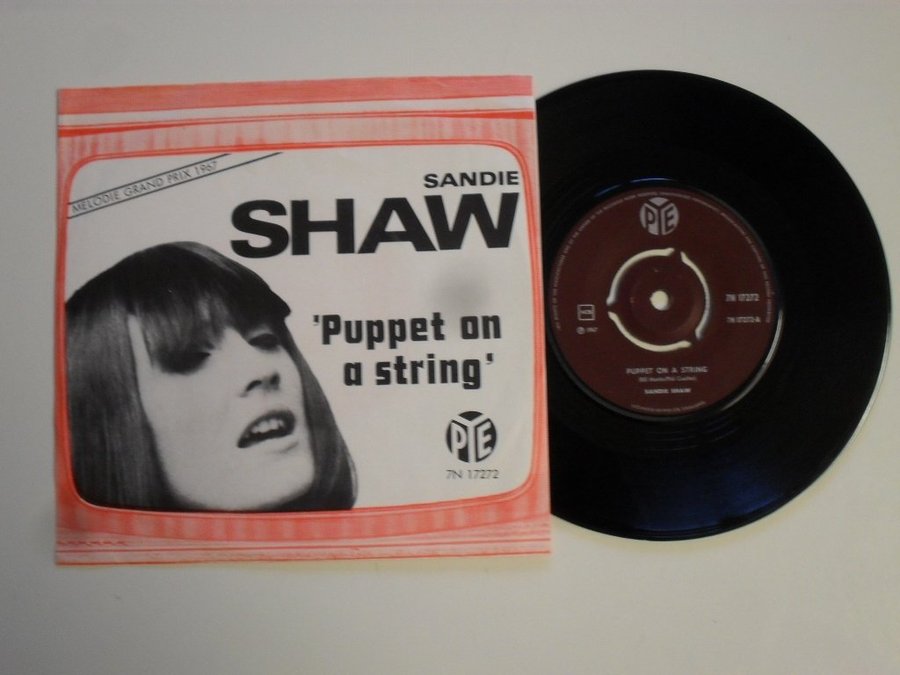 MELODIE GRAND PRIX 1967
SANDIE
SHAW
'Puppet on
a string'
PYE
7N 17272
PYE
7N 17272
7N 17272-A
℗ 1967
PUPPET ON A STRING
SANDIE SHAW